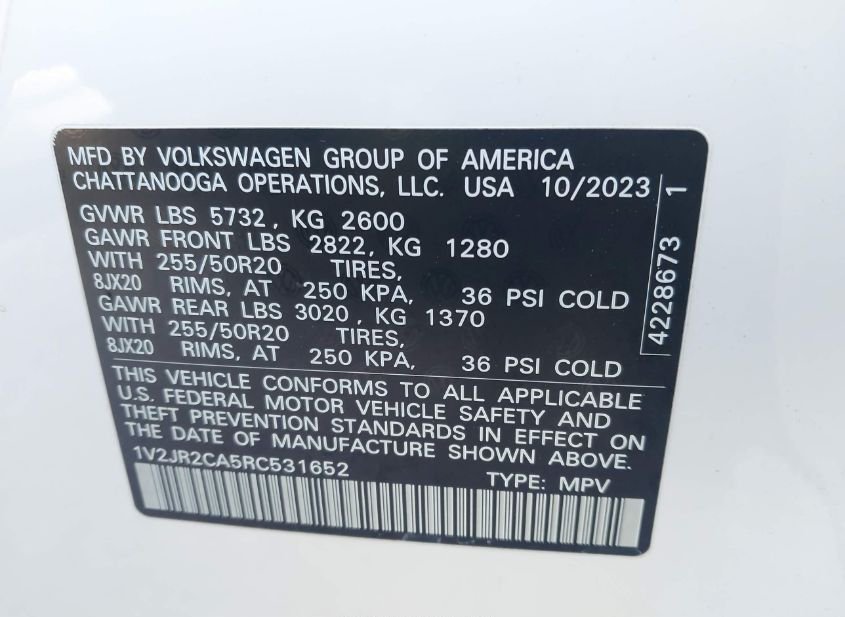 MFD BY VOLKSWAGEN GROUP OF AMERICA
CHATTANOOGA OPERATIONS, LLC. USA 10/2023
GVWR LBS 5732, KG 2600
GAWR FRONT LBS 2822, KG 1280
WITH 255/50R20 TIRES,
8JX20 RIMS, AT 250 KPA, 36 PSI COLD
GAWR REAR LBS 3020, KG 1370
WITH 255/50R20 TIRES,
8JX20 RIMS, AT 250 KPA, 36 PSI COLD
THIS VEHICLE CONFORMS TO ALL APPLICABLE
U.S. FEDERAL MOTOR VEHICLE SAFETY AND
THEFT PREVENTION STANDARDS IN EFFECT ON
THE DATE OF MANUFACTURE SHOWN ABOVE.
1V2JR2CA5RC531652
TYPE: MPV
4228673 1